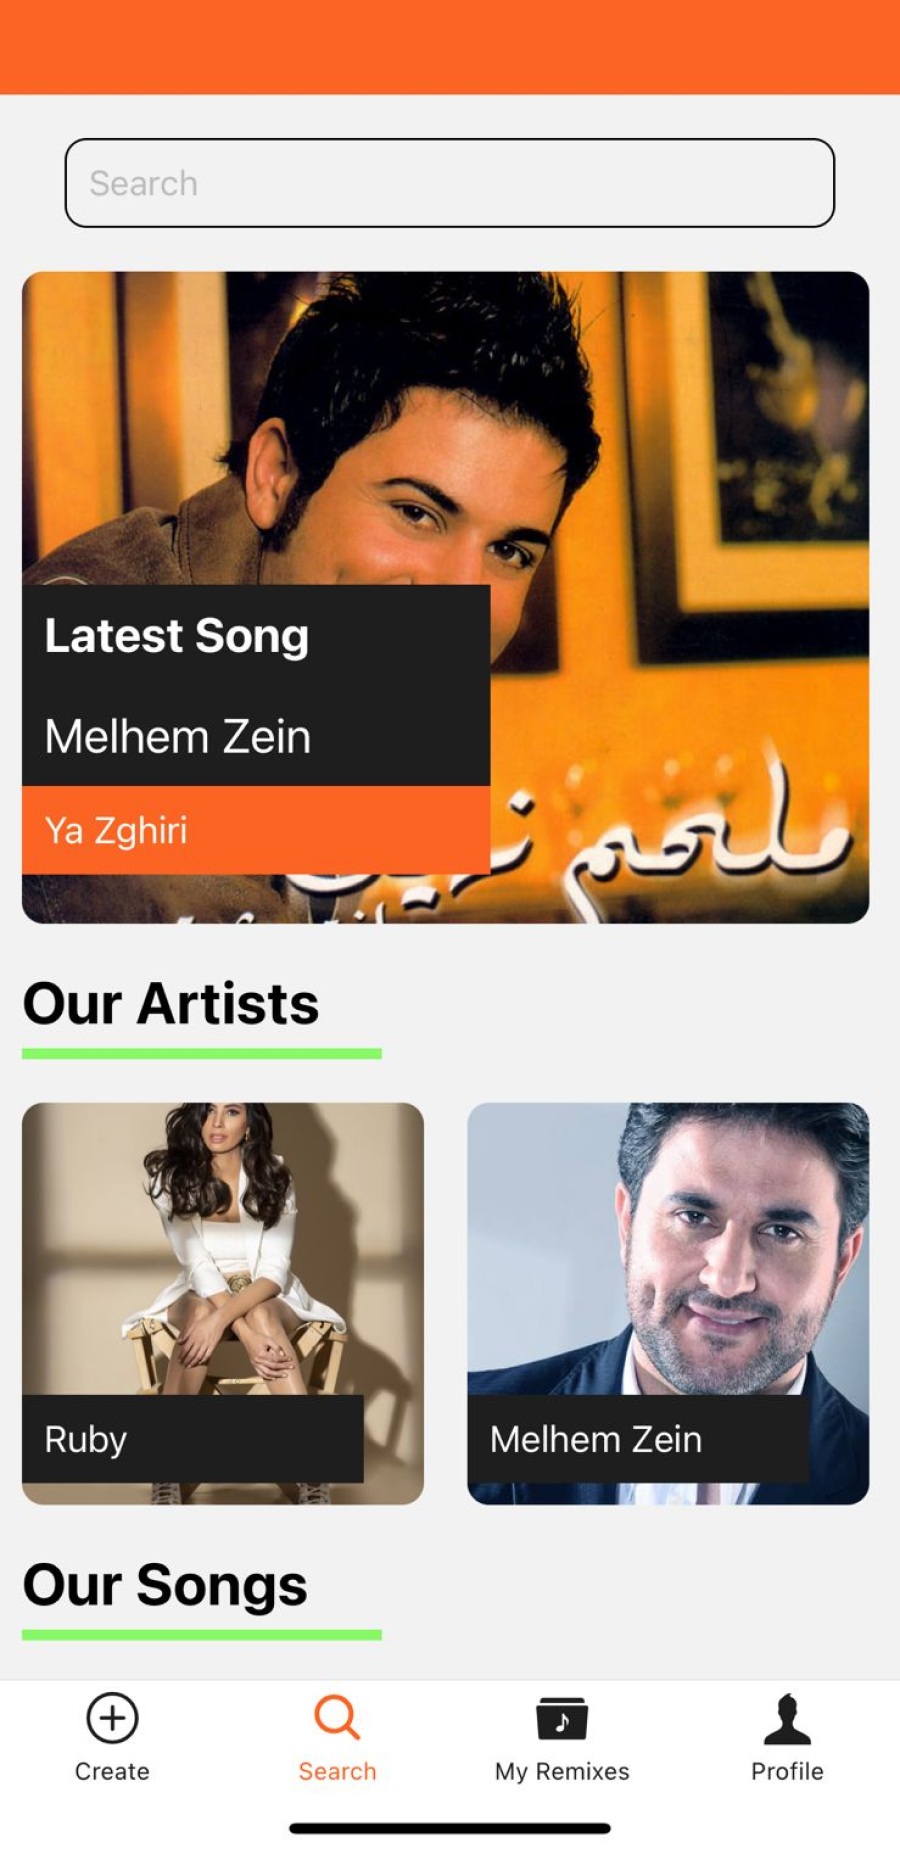 Search
Latest Song
Melhem Zein
Ya Zghiri
ملحم زين
Our Artists
Ruby
Melhem Zein
Our Songs
Create
Search
My Remixes
Profile